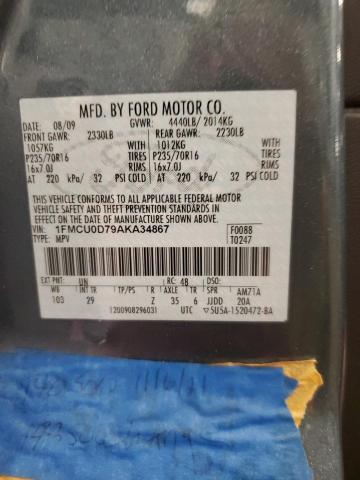 MFD. BY FORD MOTOR CO.
DATE: 08/09 GVWR: 4440LB/ 2014KG
FRONT GAWR: 2330LB REAR GAWR: 2230LB
1057KG WITH 1012KG WITH
P235/70R16 TIRES P235/70R16 TIRES
16x7.0J RIMS 16x7.0J RIMS
AT 220 kPa/ 32 PSI COLD AT 220 kPa/ 32 PSI COLD
THIS VEHICLE CONFORMS TO ALL APPLICABLE FEDERAL MOTOR
VEHICLE SAFETY AND THEFT PREVENTION STANDARDS IN
EFFECT ON THE DATE OF MANUFACTURE SHOWN ABOVE.
VIN: 1FMCU0D79AKA34867 F0088
TYPE: MPV T0247
EXT PNT: UN RC: 48 DSO:
WB INT TR TP/PS R AXLE TR SPR AM71A
103 29 Z 35 6 JJDD 20A
1200908296031 UTC 5U5A-1520472-BA